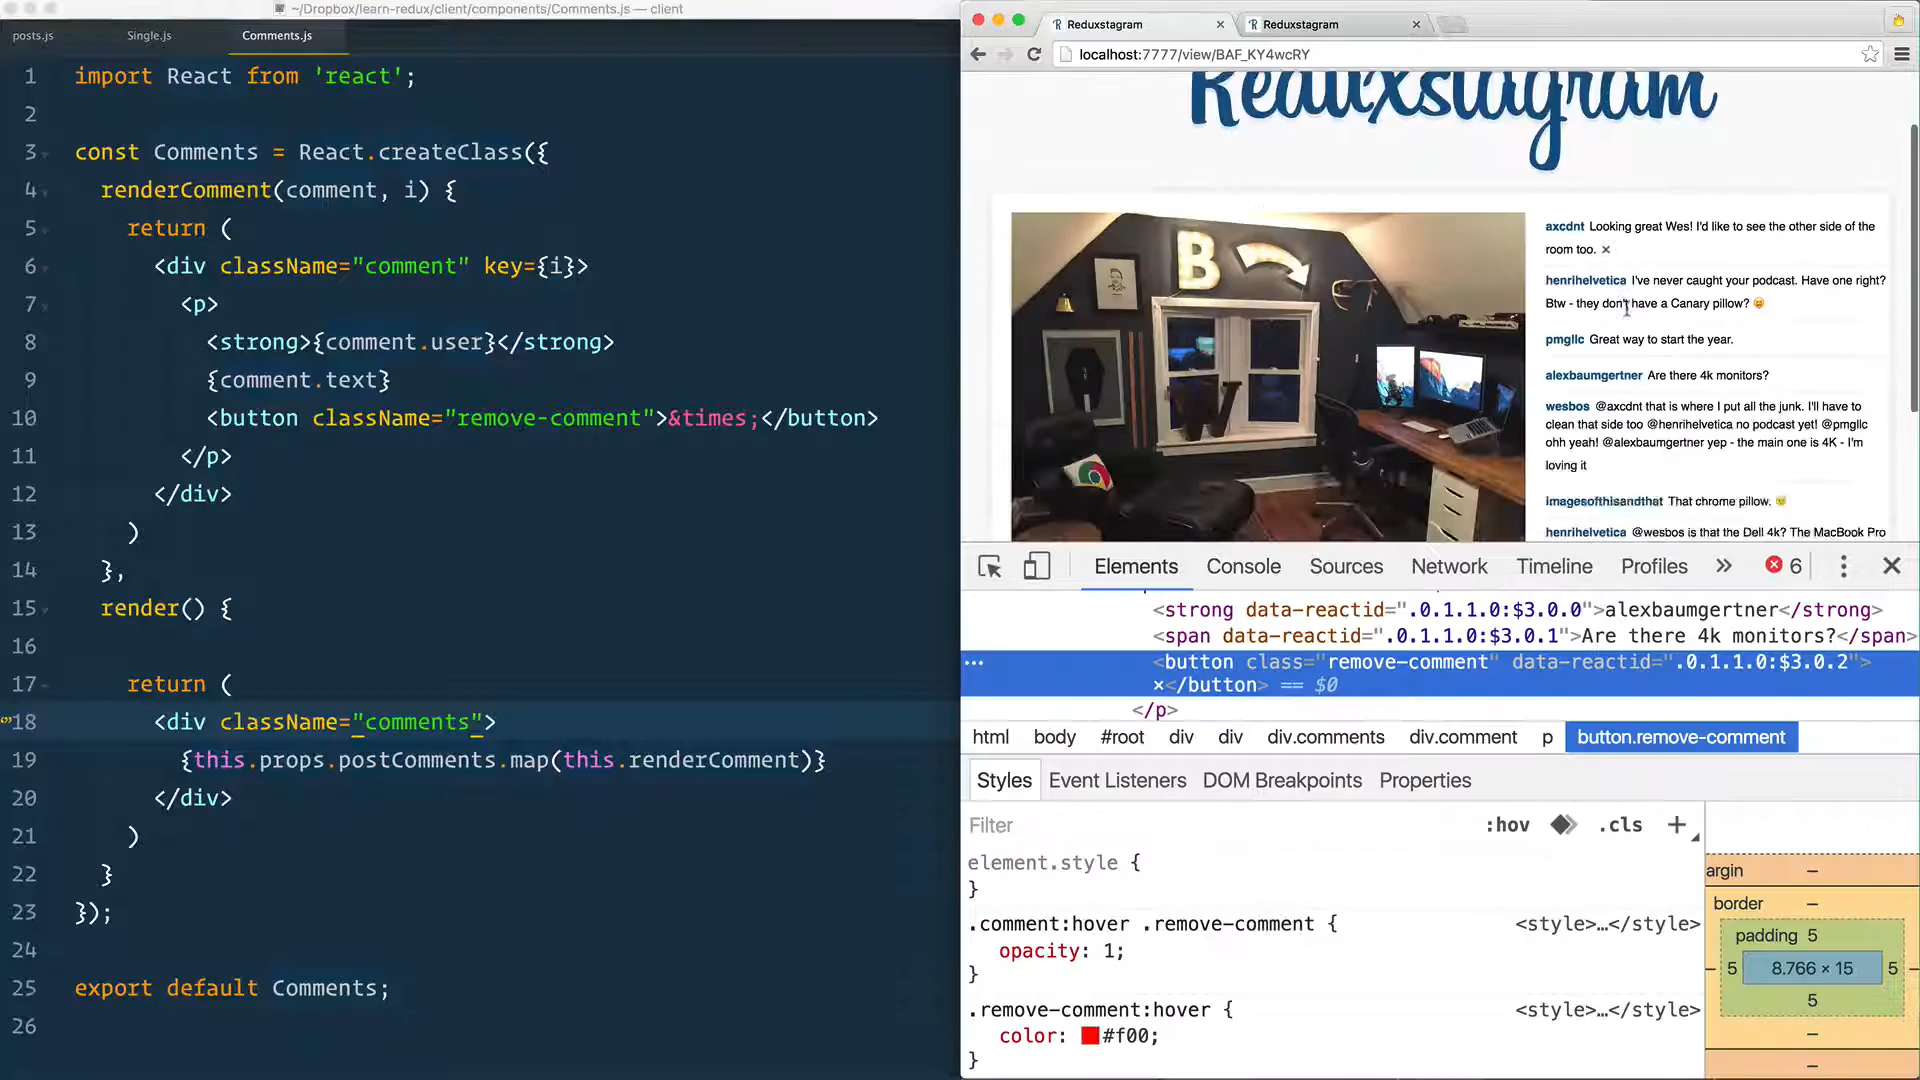 ~/Dropbox/learn-redux/client/components/Comments.js — client
posts.js
Single.js
Comments.js
1 import React from 'react';
2
3 const Comments = React.createClass({
4 renderComment(comment, i) {
5 return (
6 <div className="comment" key={i}>
7 <p>
8 <strong>{comment.user}</strong>
9 {comment.text}
10 <button className="remove-comment">&times;</button>
11 </p>
12 </div>
13 )
14 },
15 render() {
16
17 return (
18 <div className="comments">
19 {this.props.postComments.map(this.renderComment)}
20 </div>
21 )
22 }
23 });
24
25 export default Comments;
26
Reduxstagram ×
Reduxstagram ×
localhost:7777/view/BAF_KY4wcRY
Reduxstagram
B
W
axcdnt Looking great Wes! I'd like to see the other side of the
room too. ×
henrihelvetica I've never caught your podcast. Have one right?
Btw - they don't have a Canary pillow? 😄
pmgllc Great way to start the year.
alexbaumgertner Are there 4k monitors?
wesbos @axcdnt that is where I put all the junk. I'll have to
clean that side too @henrihelvetica no podcast yet! @pmgllc
ohh yeah! @alexbaumgertner yep - the main one is 4K - I'm
loving it
imagesofthisandthat That chrome pillow. 😇
henrihelvetica @wesbos is that the Dell 4k? The MacBook Pro
Elements Console Sources Network Timeline Profiles » 6
<strong data-reactid=".0.1.1.0:$3.0.0">alexbaumgertner</strong>
<span data-reactid=".0.1.1.0:$3.0.1">Are there 4k monitors?</span>
<button class="remove-comment" data-reactid=".0.1.1.0:$3.0.2">
×</button> == $0
</p>
html body #root div div div.comments div.comment p button.remove-comment
Styles Event Listeners DOM Breakpoints Properties
Filter :hov .cls +
element.style {
}
.comment:hover .remove-comment { <style>…</style>
opacity: 1;
}
.remove-comment:hover { <style>…</style>
color: #f00;
}
argin –
border –
padding 5
– 5 8.766 × 15 5 –
5
–
–